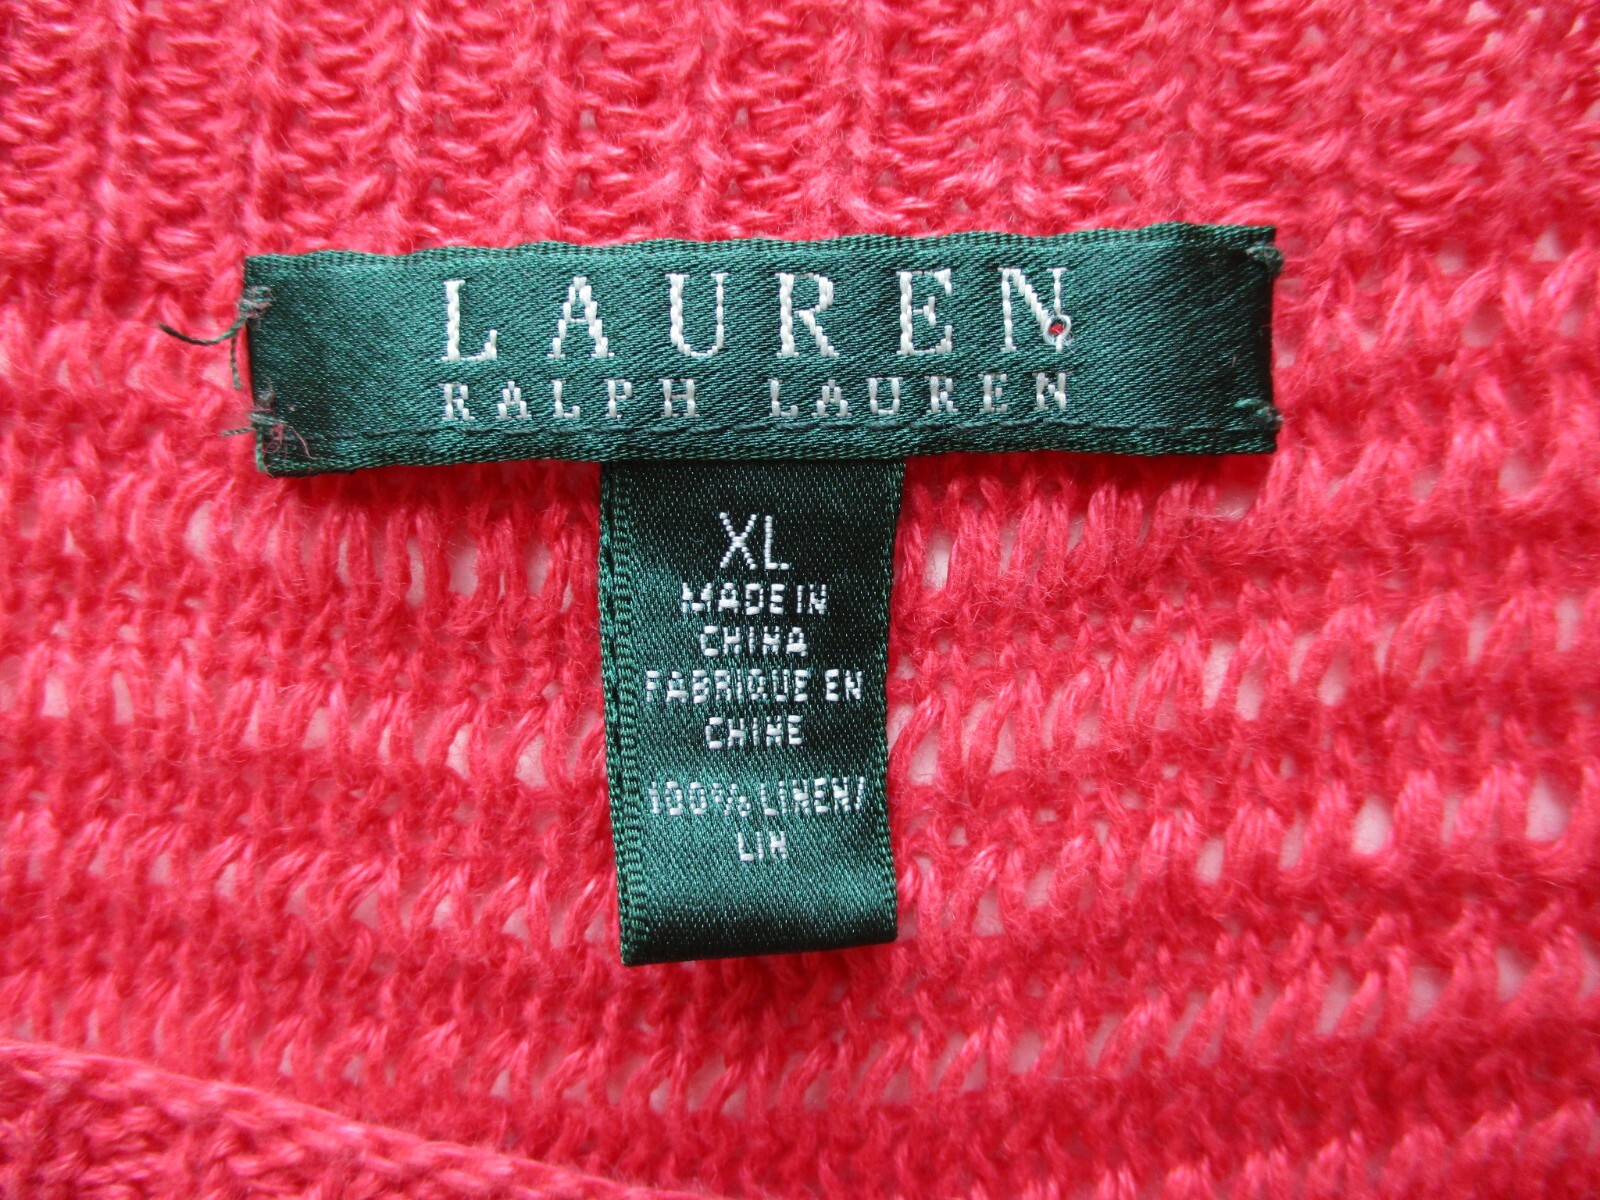 LAUREN
RALPH LAUREN
XL
MADE IN
CHINA
FABRIQUE EN
CHINE
100% LINEN/
LIN